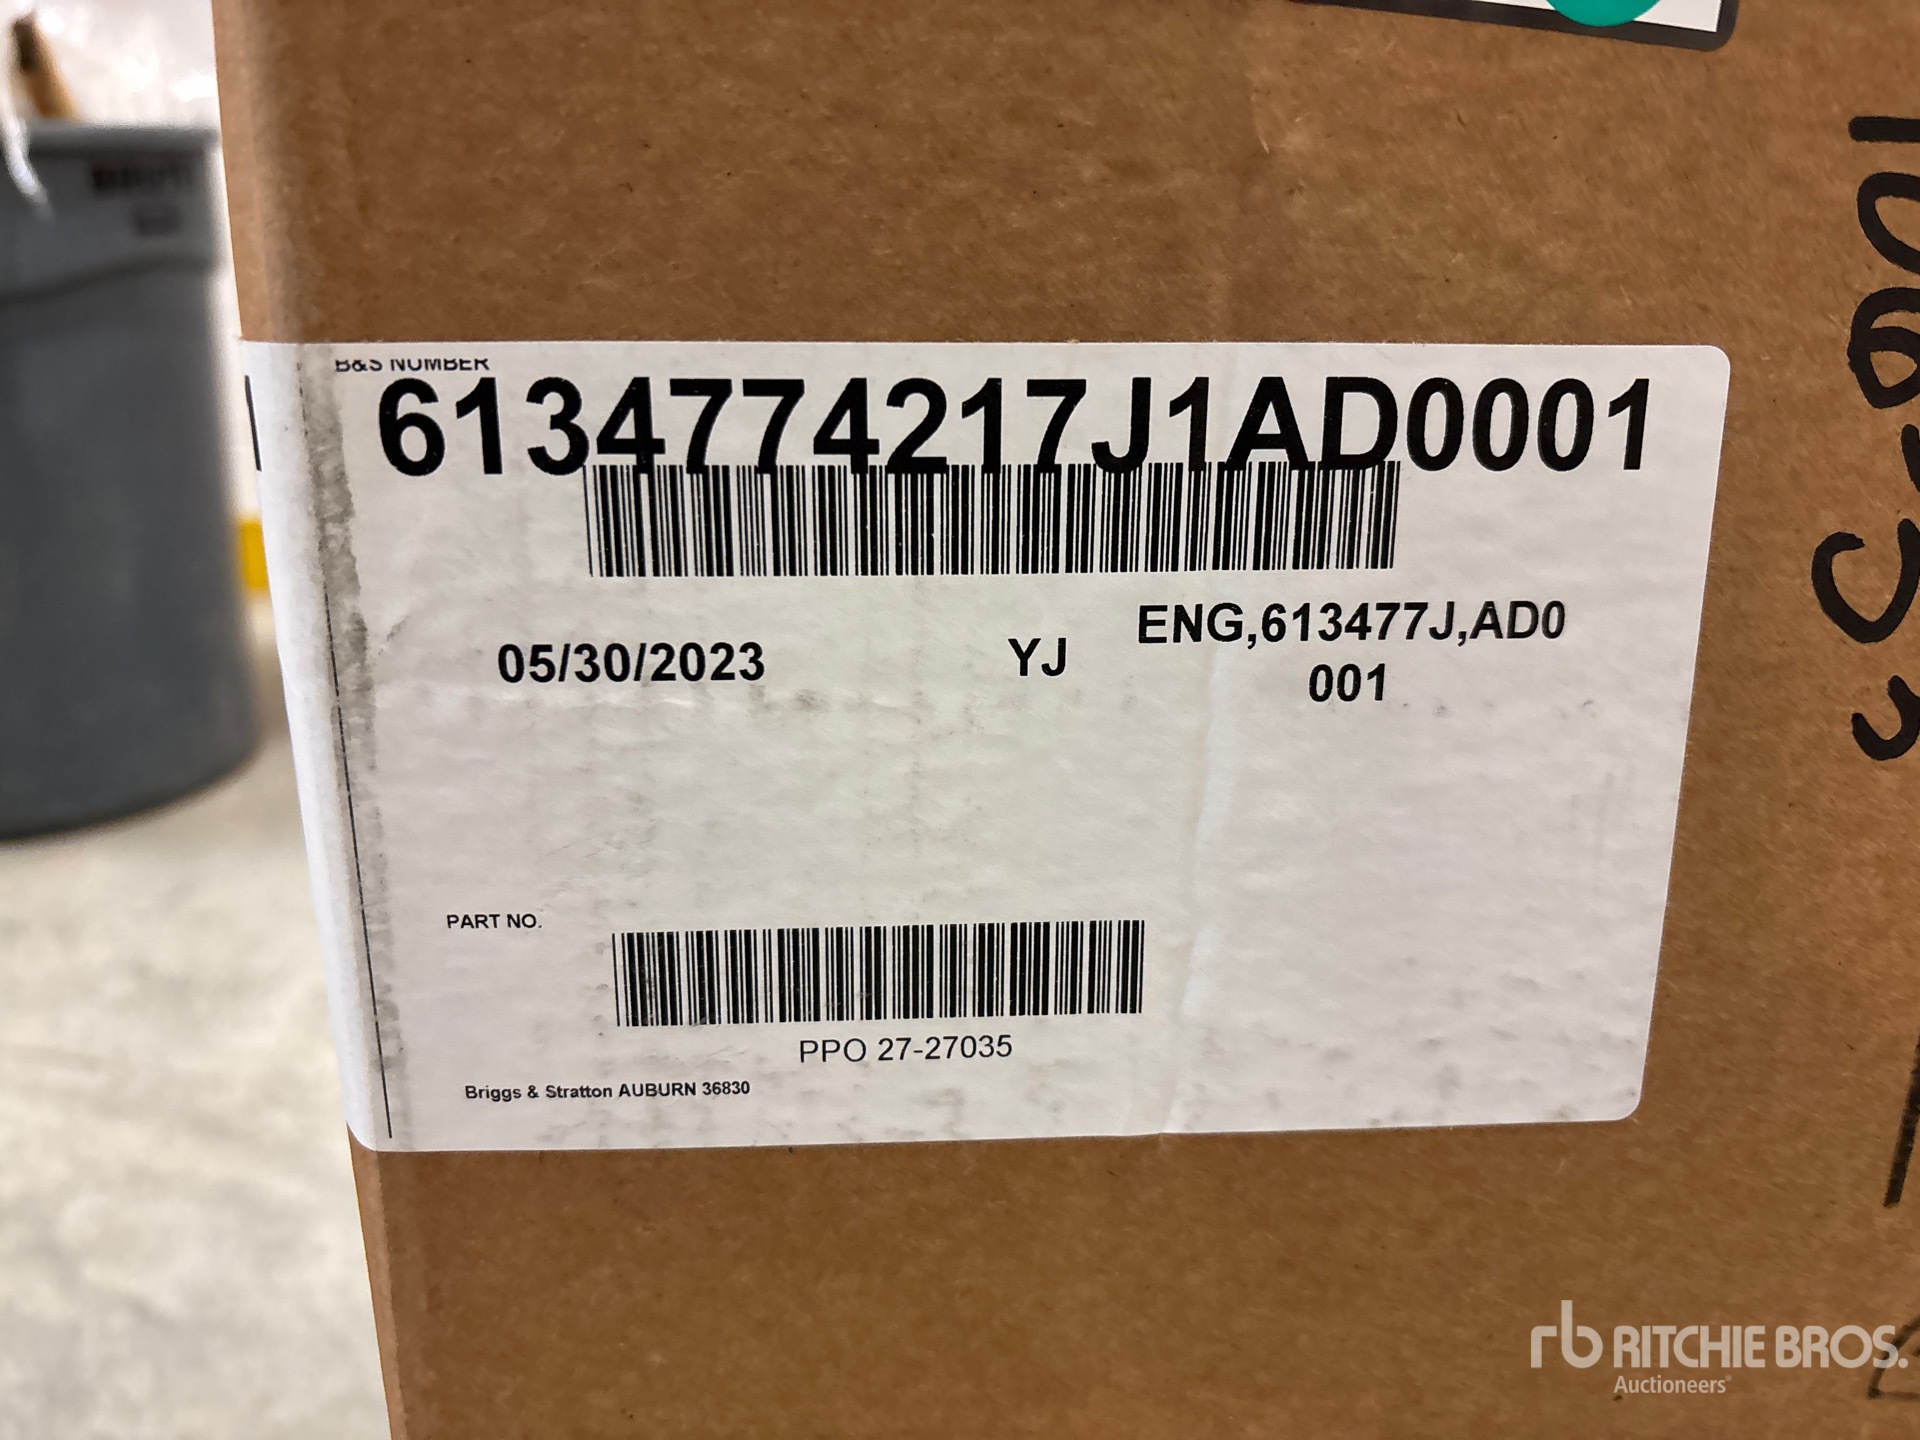 B&S NUMBER
6134774217J1AD0001
05/30/2023
YJ
ENG,613477J,AD0
001
PART NO.
PPO 27-27035
Briggs & Stratton AUBURN 36830
rb RITCHIE BROS.
Auctioneers